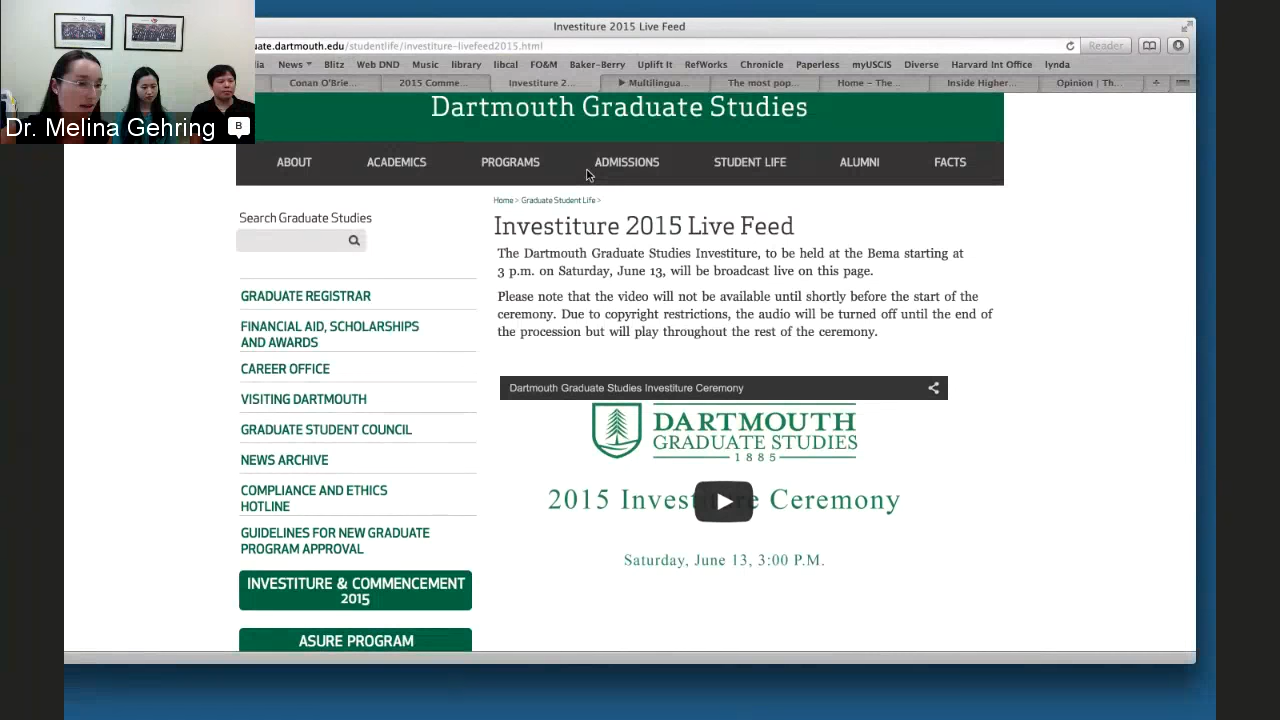 Dr. Melina Gehring
B
Investiture 2015 Live Feed
uate.dartmouth.edu/studentlife/investiture-livefeed2015.html
Reader
ia News Blitz Web DND iMac library libcal FO&M Baker-Berry Uplift It RefWorks Chronicle Paperless myUSCIS Diverse Harvard Int Office lynda
Conan O'Brie... 2015 Comme... Investiture 2... Multilingua... The most pop... Home – The... Inside Higher... Opinion | Th...
Dartmouth Graduate Studies
ABOUT ACADEMICS PROGRAMS ADMISSIONS STUDENT LIFE ALUMNI FACTS
Home > Graduate Student Life >
Search Graduate Studies
Investiture 2015 Live Feed
The Dartmouth Graduate Studies Investiture, to be held at the Bema starting at
3 p.m. on Saturday, June 13, will be broadcast live on this page.
Please note that the video will not be available until shortly before the start of the
ceremony. Due to copyright restrictions, the audio will be turned off until the end of
the procession but will play throughout the rest of the ceremony.
GRADUATE REGISTRAR
FINANCIAL AID, SCHOLARSHIPS
AND AWARDS
CAREER OFFICE
VISITING DARTMOUTH
GRADUATE STUDENT COUNCIL
NEWS ARCHIVE
COMPLIANCE AND ETHICS
HOTLINE
GUIDELINES FOR NEW GRADUATE
PROGRAM APPROVAL
INVESTITURE & COMMENCEMENT
2015
ASURE PROGRAM
Dartmouth Graduate Studies Investiture Ceremony
DARTMOUTH
GRADUATE STUDIES
1885
2015 Investiture Ceremony
Saturday, June 13, 3:00 P.M.